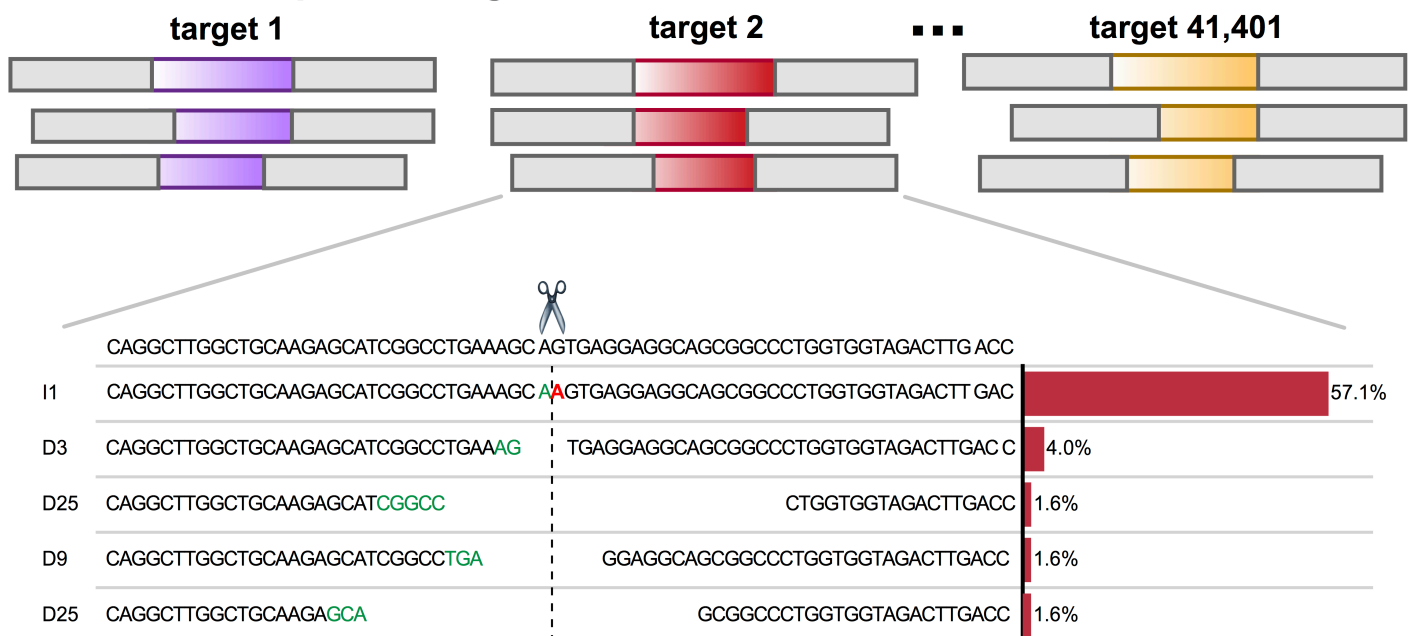 target 1 target 2 ... target 41,401
CAGGCTTGGCTGCAAGAGCATCGGCCTGAAAGC AGTGAGGAGGCAGCGGCCCTGGTGGTAGACTTG ACC
I1 CAGGCTTGGCTGCAAGAGCATCGGCCTGAAAGC AAGTGAGGAGGCAGCGGCCCTGGTGGTAGACTT GAC 57.1%
D3 CAGGCTTGGCTGCAAGAGCATCGGCCTGAAAG TGAGGAGGCAGCGGCCCTGGTGGTAGACTTGAC C 4.0%
D25 CAGGCTTGGCTGCAAGAGCATCGGCC CTGGTGGTAGACTTGACC 1.6%
D9 CAGGCTTGGCTGCAAGAGCATCGGCCTGA GGAGGCAGCGGCCCTGGTGGTAGACTTGACC 1.6%
D25 CAGGCTTGGCTGCAAGAGCA GCGGCCCTGGTGGTAGACTTGACC 1.6%